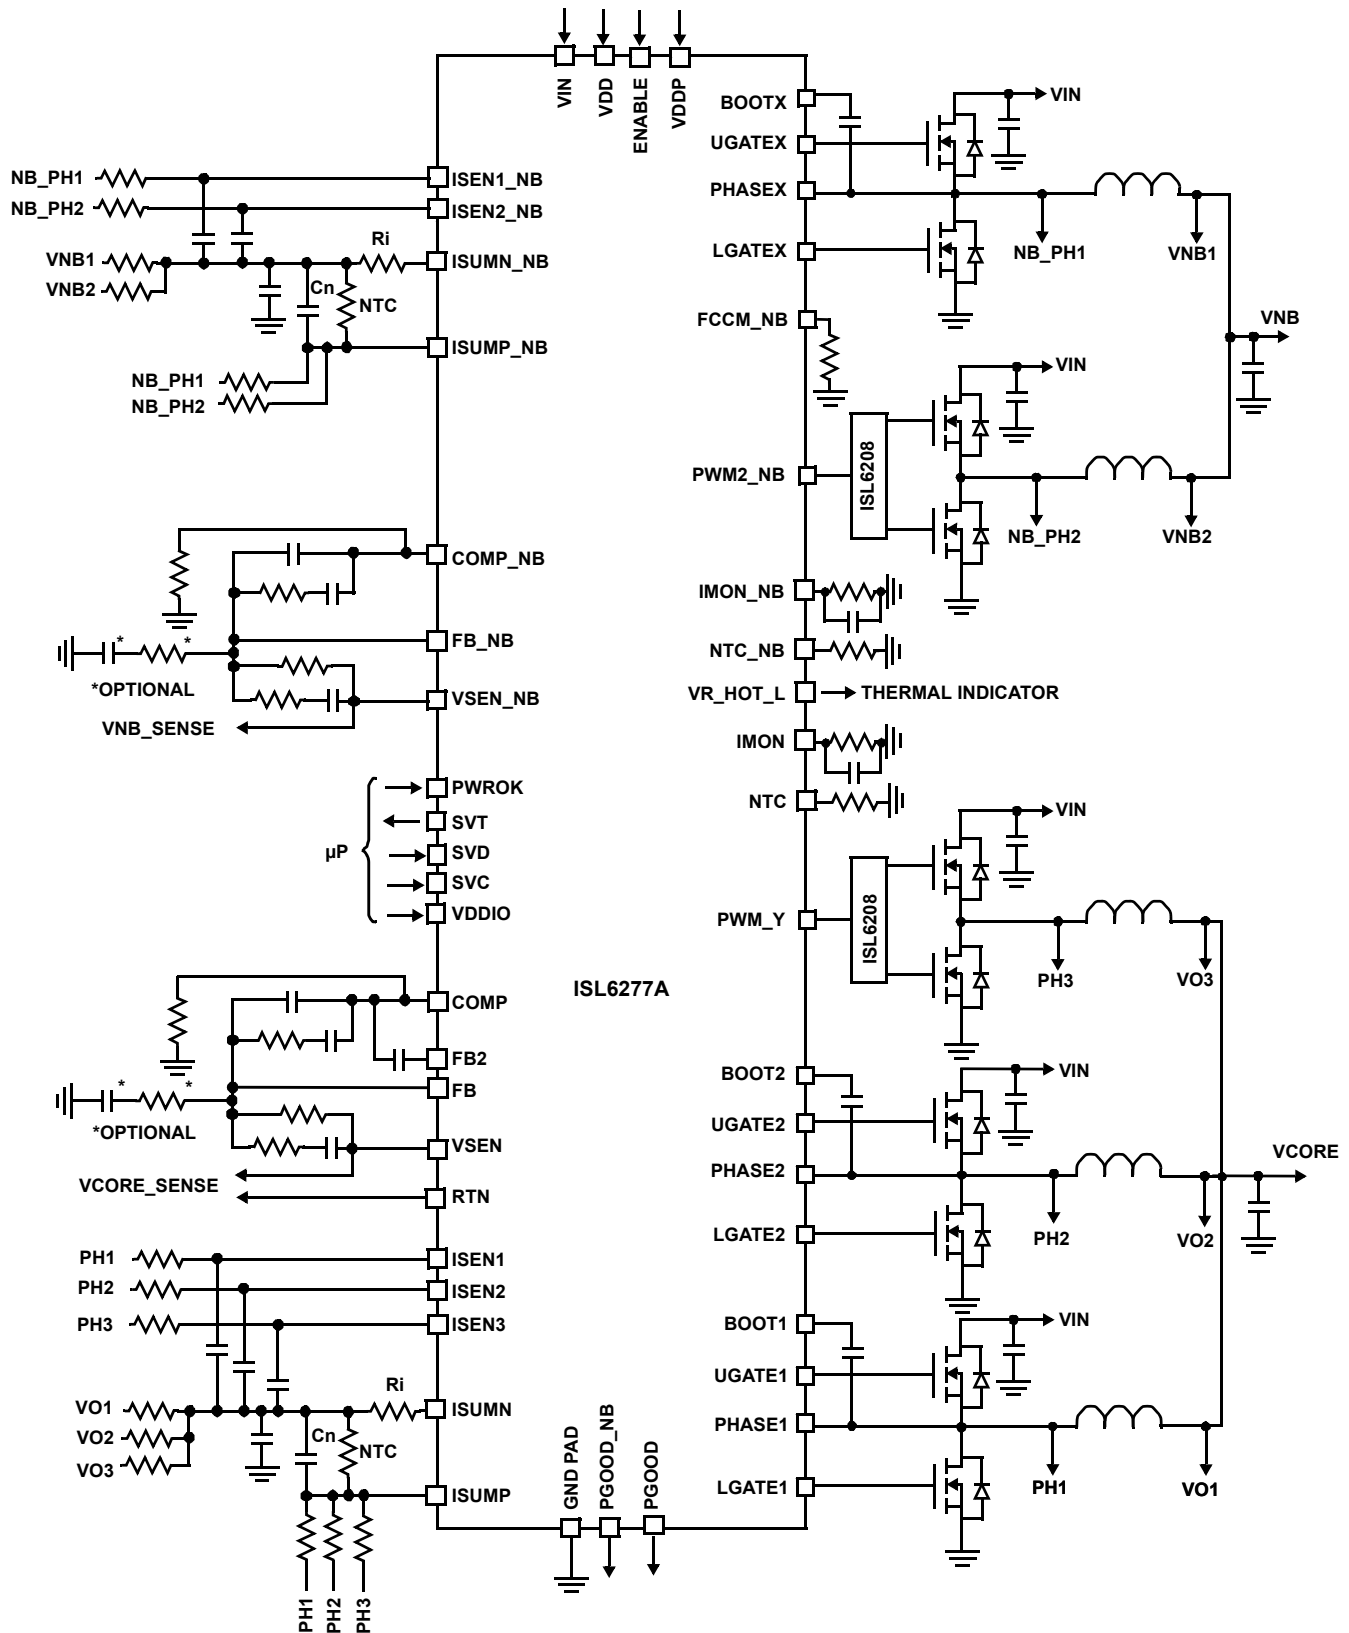 VIN
VDD
ENABLE
VDDP
NB_PH1
NB_PH2
VNB1
VNB2
Ri
Cn
NTC
NB_PH1
NB_PH2
ISEN1_NB
ISEN2_NB
ISUMN_NB
ISUMP_NB
COMP_NB
FB_NB
VSEN_NB
*
*
*OPTIONAL
VNB_SENSE
µP
PWROK
SVT
SVD
SVC
VDDIO
COMP
FB2
FB
VSEN
RTN
*
*
*OPTIONAL
VCORE_SENSE
PH1
PH2
PH3
VO1
VO2
VO3
Ri
Cn
NTC
ISEN1
ISEN2
ISEN3
ISUMN
ISUMP
PH1
PH2
PH3
ISL6277A
GND PAD
PGOOD_NB
PGOOD
BOOTX
UGATEX
PHASEX
LGATEX
FCCM_NB
PWM2_NB
IMON_NB
NTC_NB
VR_HOT_L
THERMAL INDICATOR
IMON
NTC
PWM_Y
BOOT2
UGATE2
PHASE2
LGATE2
BOOT1
UGATE1
PHASE1
LGATE1
VIN
NB_PH1
VNB1
VNB
VIN
ISL6208
NB_PH2
VNB2
VIN
ISL6208
PH3
VO3
VIN
PH2
VO2
VCORE
VIN
PH1
VO1